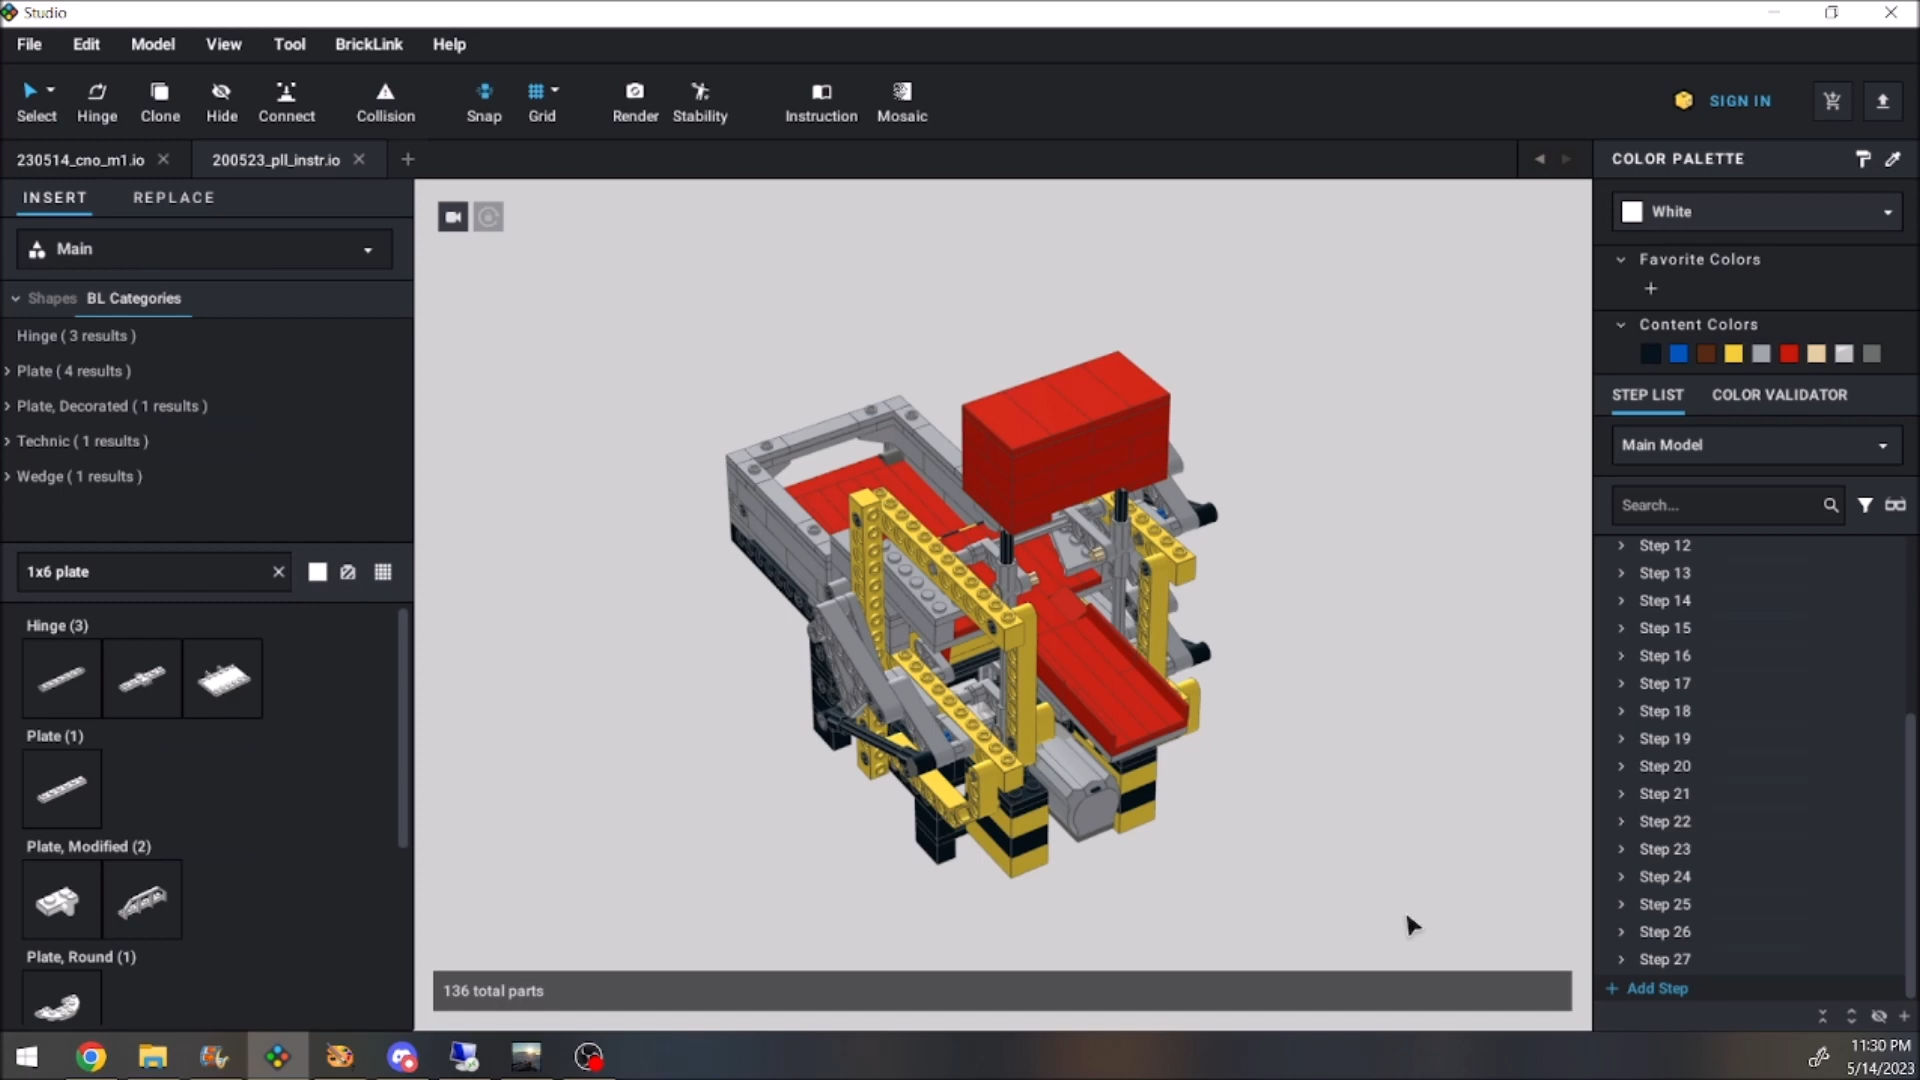 Studio
File Edit Model View Tool BrickLink Help
Select Hinge Clone Hide Connect Collision Snap Grid Render Stability Instruction Mosaic
SIGN IN
230514_cno_m1.io 200523_pll_instr.io
INSERT REPLACE
Main
Shapes BL Categories
Hinge ( 3 results )
Plate ( 4 results )
Plate, Decorated ( 1 results )
Technic ( 1 results )
Wedge ( 1 results )
1x6 plate
Hinge (3)
Plate (1)
Plate, Modified (2)
Plate, Round (1)
136 total parts
COLOR PALETTE
White
Favorite Colors
Content Colors
STEP LIST COLOR VALIDATOR
Main Model
Search...
Step 12
Step 13
Step 14
Step 15
Step 16
Step 17
Step 18
Step 19
Step 20
Step 21
Step 22
Step 23
Step 24
Step 25
Step 26
Step 27
+ Add Step
11:30 PM
5/14/2023